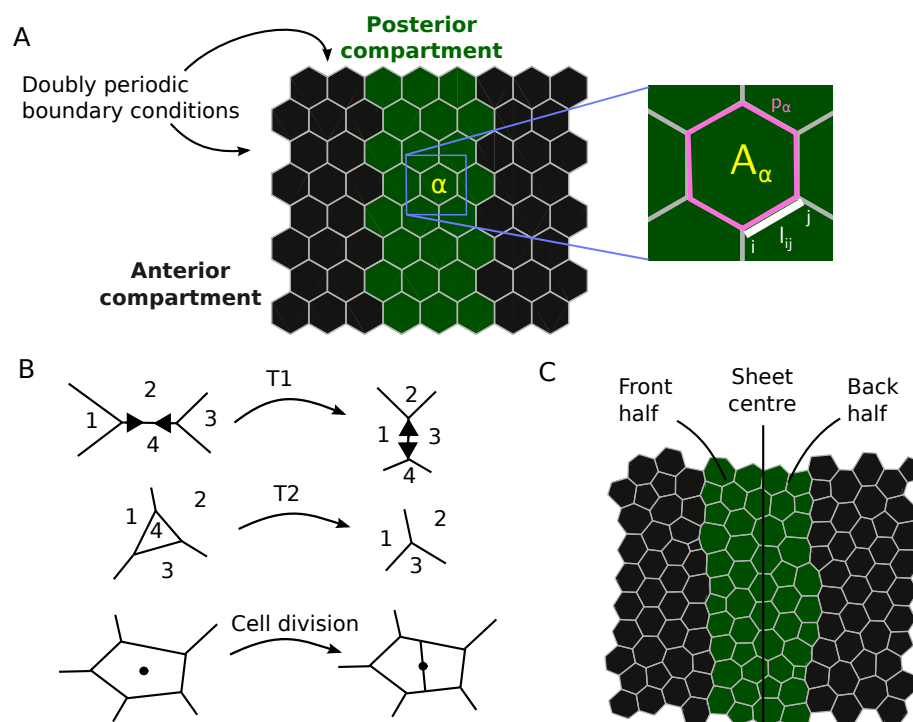 A
Posterior
compartment
Doubly periodic
boundary conditions
α
Anterior
compartment
pα
Aα
i
lij
j
B
2
1
3
4
T1
2
1
3
4
1
2
4
3
T2
1
2
3
Cell division
C
Front
half
Sheet
centre
Back
half